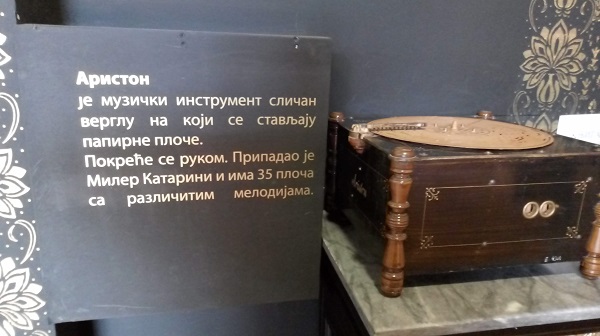 Аристон
је музички инструмент сличан
верглу на који се стављају
папирне плоче.
Покреће се руком. Припадао је
Милер Катарини и има 35 плоча
са различитим мелодијама.